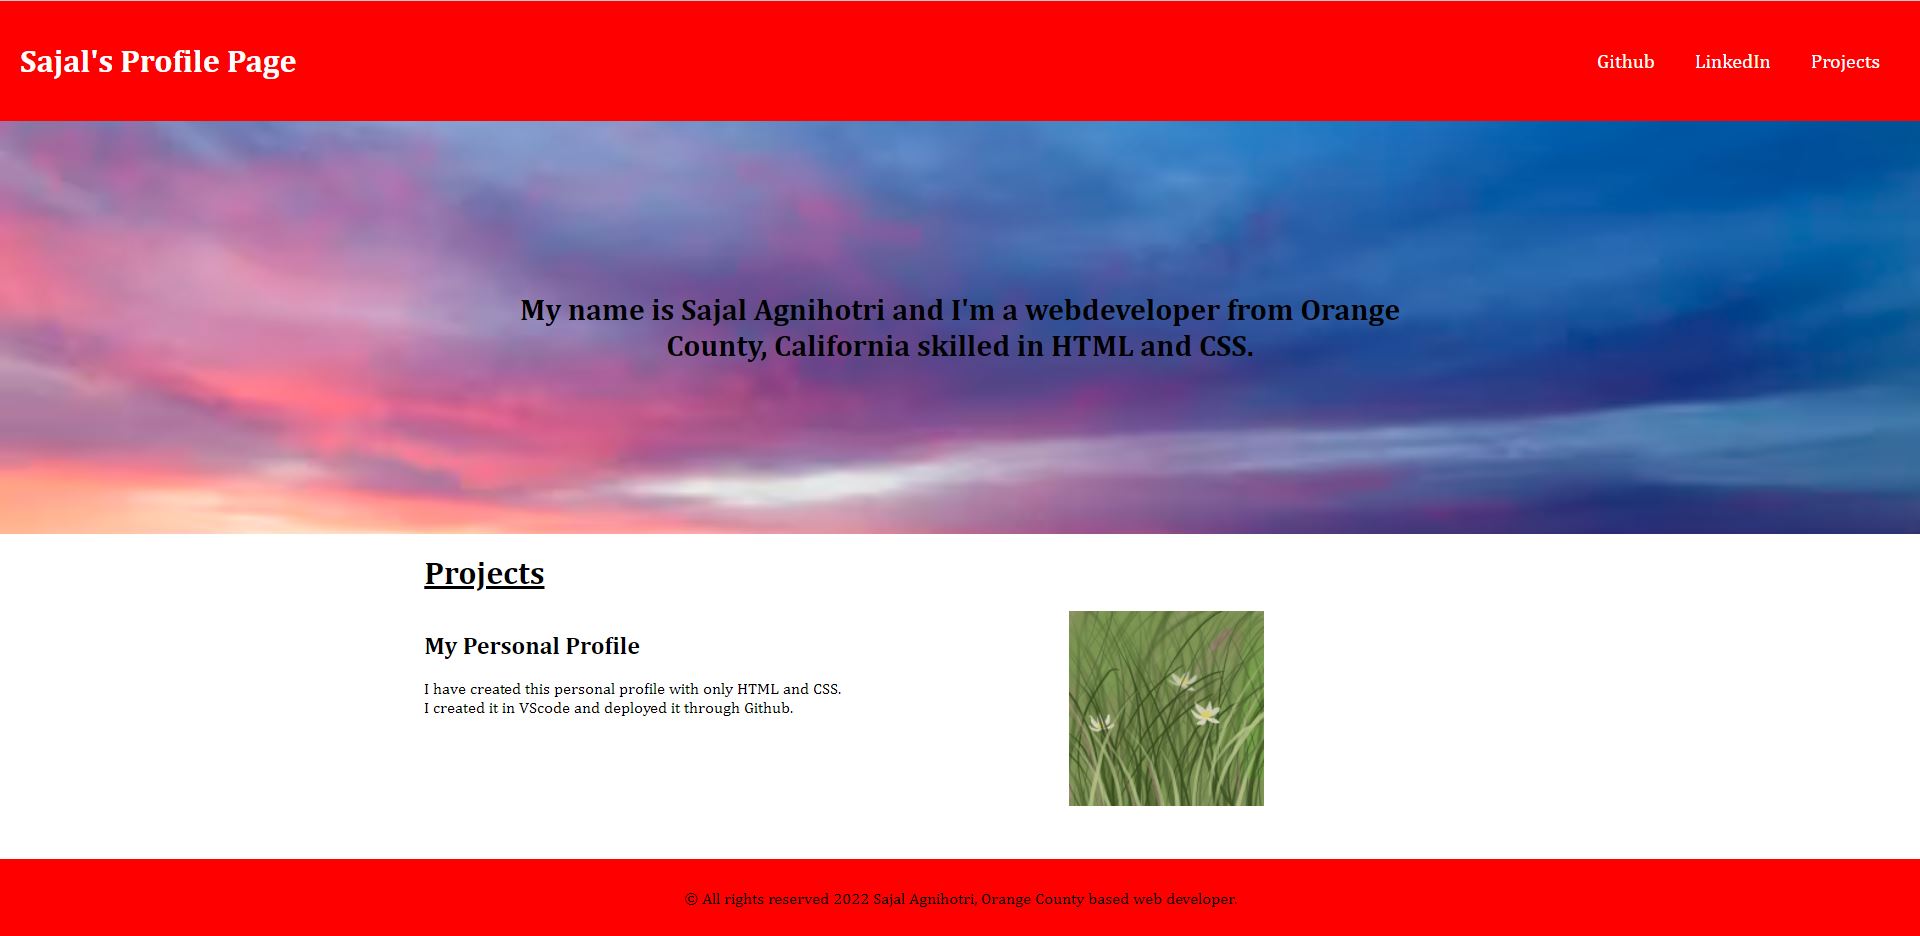 Sajal's Profile Page
Github LinkedIn Projects
My name is Sajal Agnihotri and I'm a webdeveloper from Orange
County, California skilled in HTML and CSS.
Projects
My Personal Profile
I have created this personal profile with only HTML and CSS.
I created it in VScode and deployed it through Github.
© All rights reserved 2022 Sajal Agnihotri, Orange County based web developer.